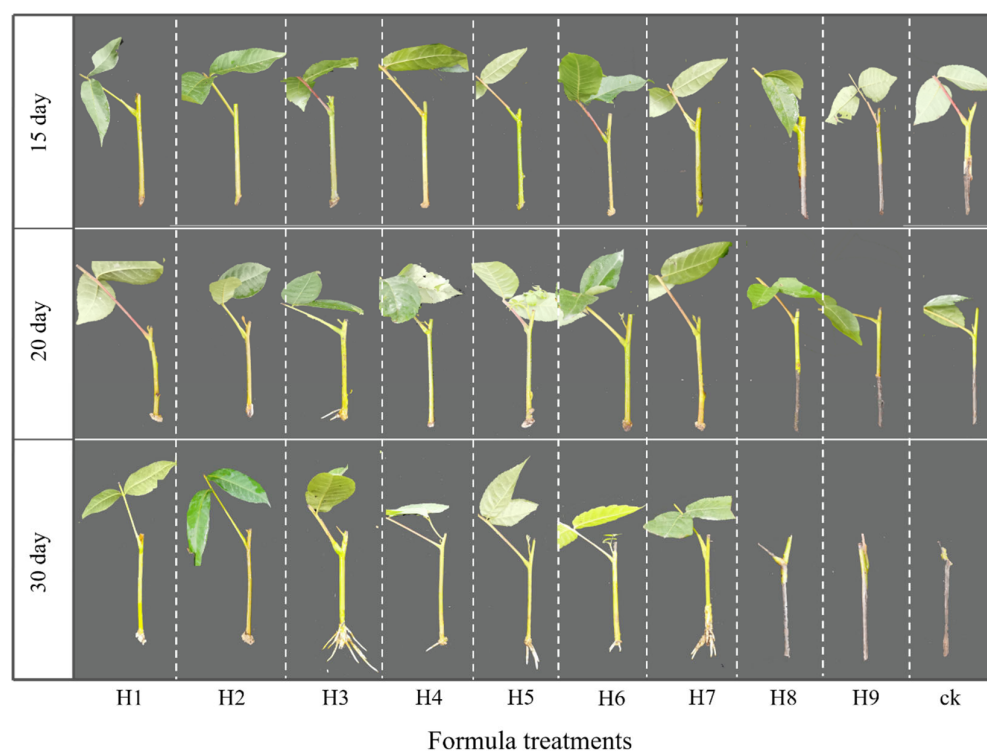 15 day
20 day
30 day
H1 H2 H3 H4 H5 H6 H7 H8 H9 ck
Formula treatments